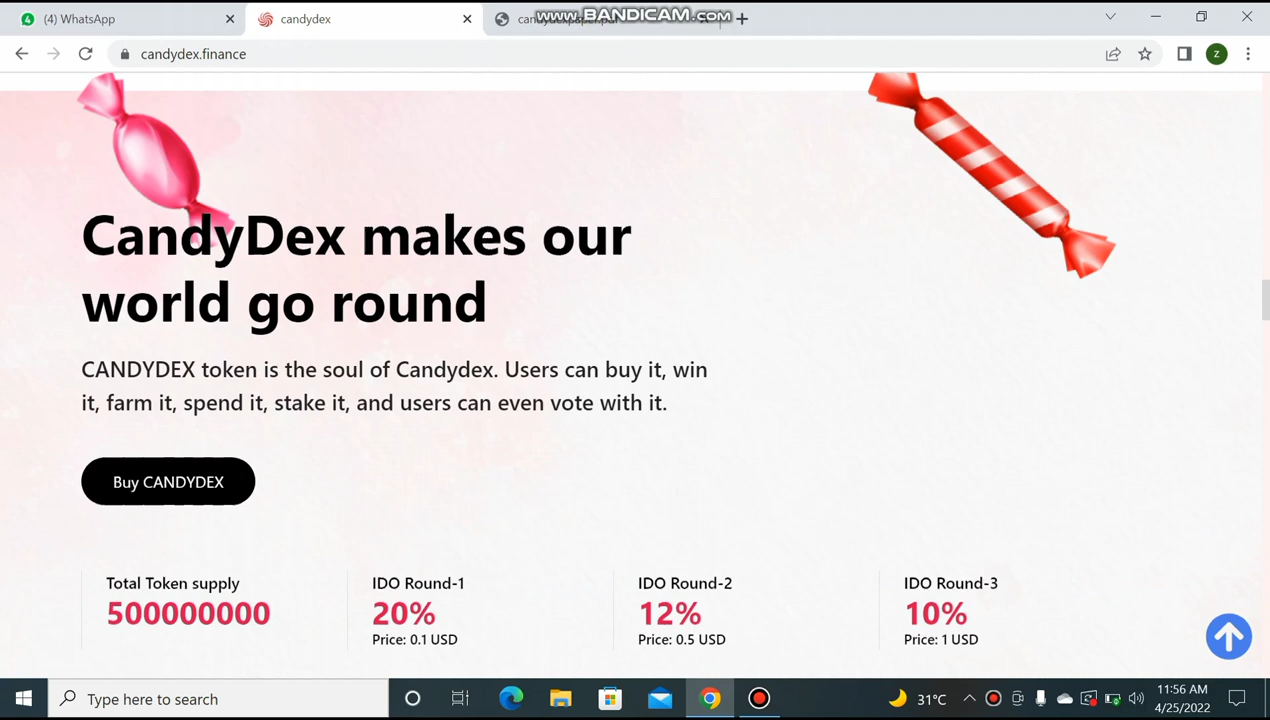 (4) WhatsApp
candydex
candydexpaper.pdf
www.BANDICAM.com
candydex.finance
z
CandyDex makes our
world go round
CANDYDEX token is the soul of Candydex. Users can buy it, win
it, farm it, spend it, stake it, and users can even vote with it.
Buy CANDYDEX
Total Token supply
500000000
IDO Round-1
20%
Price: 0.1 USD
IDO Round-2
12%
Price: 0.5 USD
IDO Round-3
10%
Price: 1 USD
Type here to search
31°C
11:56 AM
4/25/2022